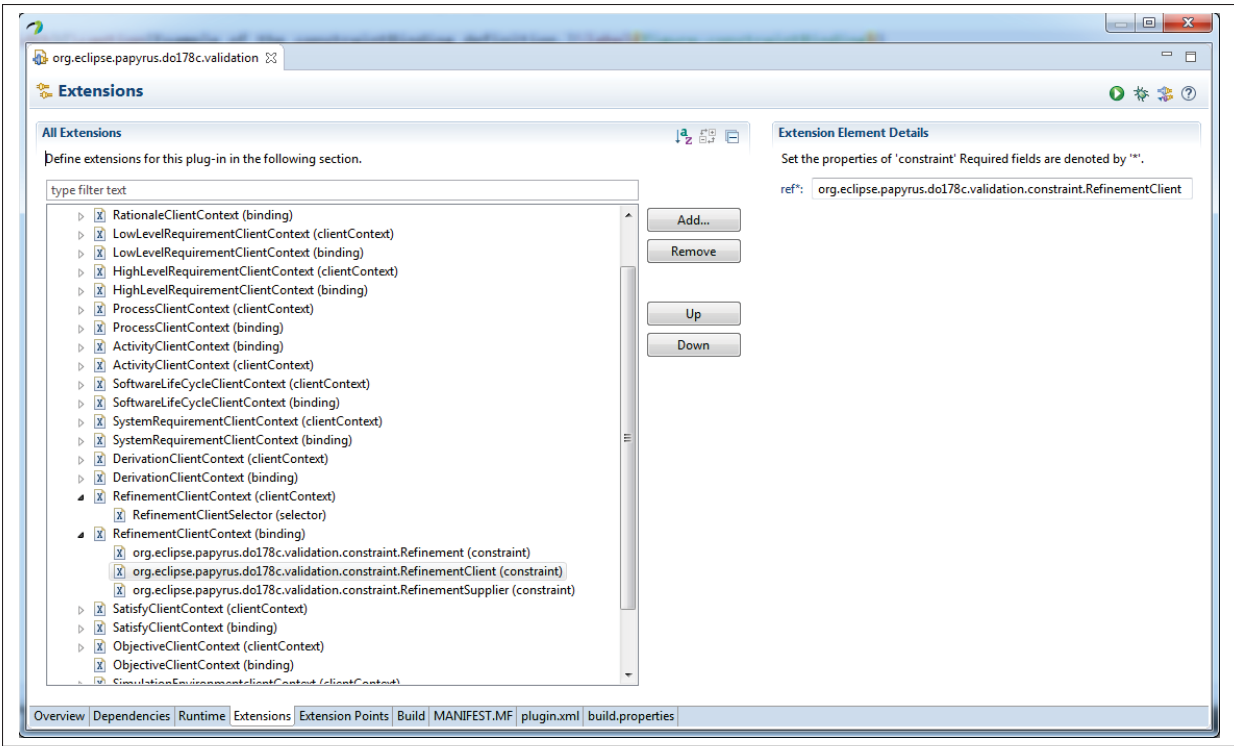 org.eclipse.papyrus.do178c.validation
Extensions
All Extensions
Define extensions for this plug-in in the following section.
type filter text
RationaleClientContext (binding)
LowLevelRequirementClientContext (clientContext)
LowLevelRequirementClientContext (binding)
HighLevelRequirementClientContext (clientContext)
HighLevelRequirementClientContext (binding)
ProcessClientContext (clientContext)
ProcessClientContext (binding)
ActivityClientContext (binding)
ActivityClientContext (clientContext)
SoftwareLifeCycleClientContext (clientContext)
SoftwareLifeCycleClientContext (binding)
SystemRequirementClientContext (clientContext)
SystemRequirementClientContext (binding)
DerivationClientContext (clientContext)
DerivationClientContext (binding)
RefinementClientContext (clientContext)
RefinementClientSelector (selector)
RefinementClientContext (binding)
org.eclipse.papyrus.do178c.validation.constraint.Refinement (constraint)
org.eclipse.papyrus.do178c.validation.constraint.RefinementClient (constraint)
org.eclipse.papyrus.do178c.validation.constraint.RefinementSupplier (constraint)
SatisfyClientContext (clientContext)
SatisfyClientContext (binding)
ObjectiveClientContext (clientContext)
ObjectiveClientContext (binding)
SimulationEnvironmentclientContext (clientContext)
Add...
Remove
Up
Down
Extension Element Details
Set the properties of 'constraint' Required fields are denoted by '*'.
ref*: org.eclipse.papyrus.do178c.validation.constraint.RefinementClient
Overview Dependencies Runtime Extensions Extension Points Build MANIFEST.MF plugin.xml build.properties